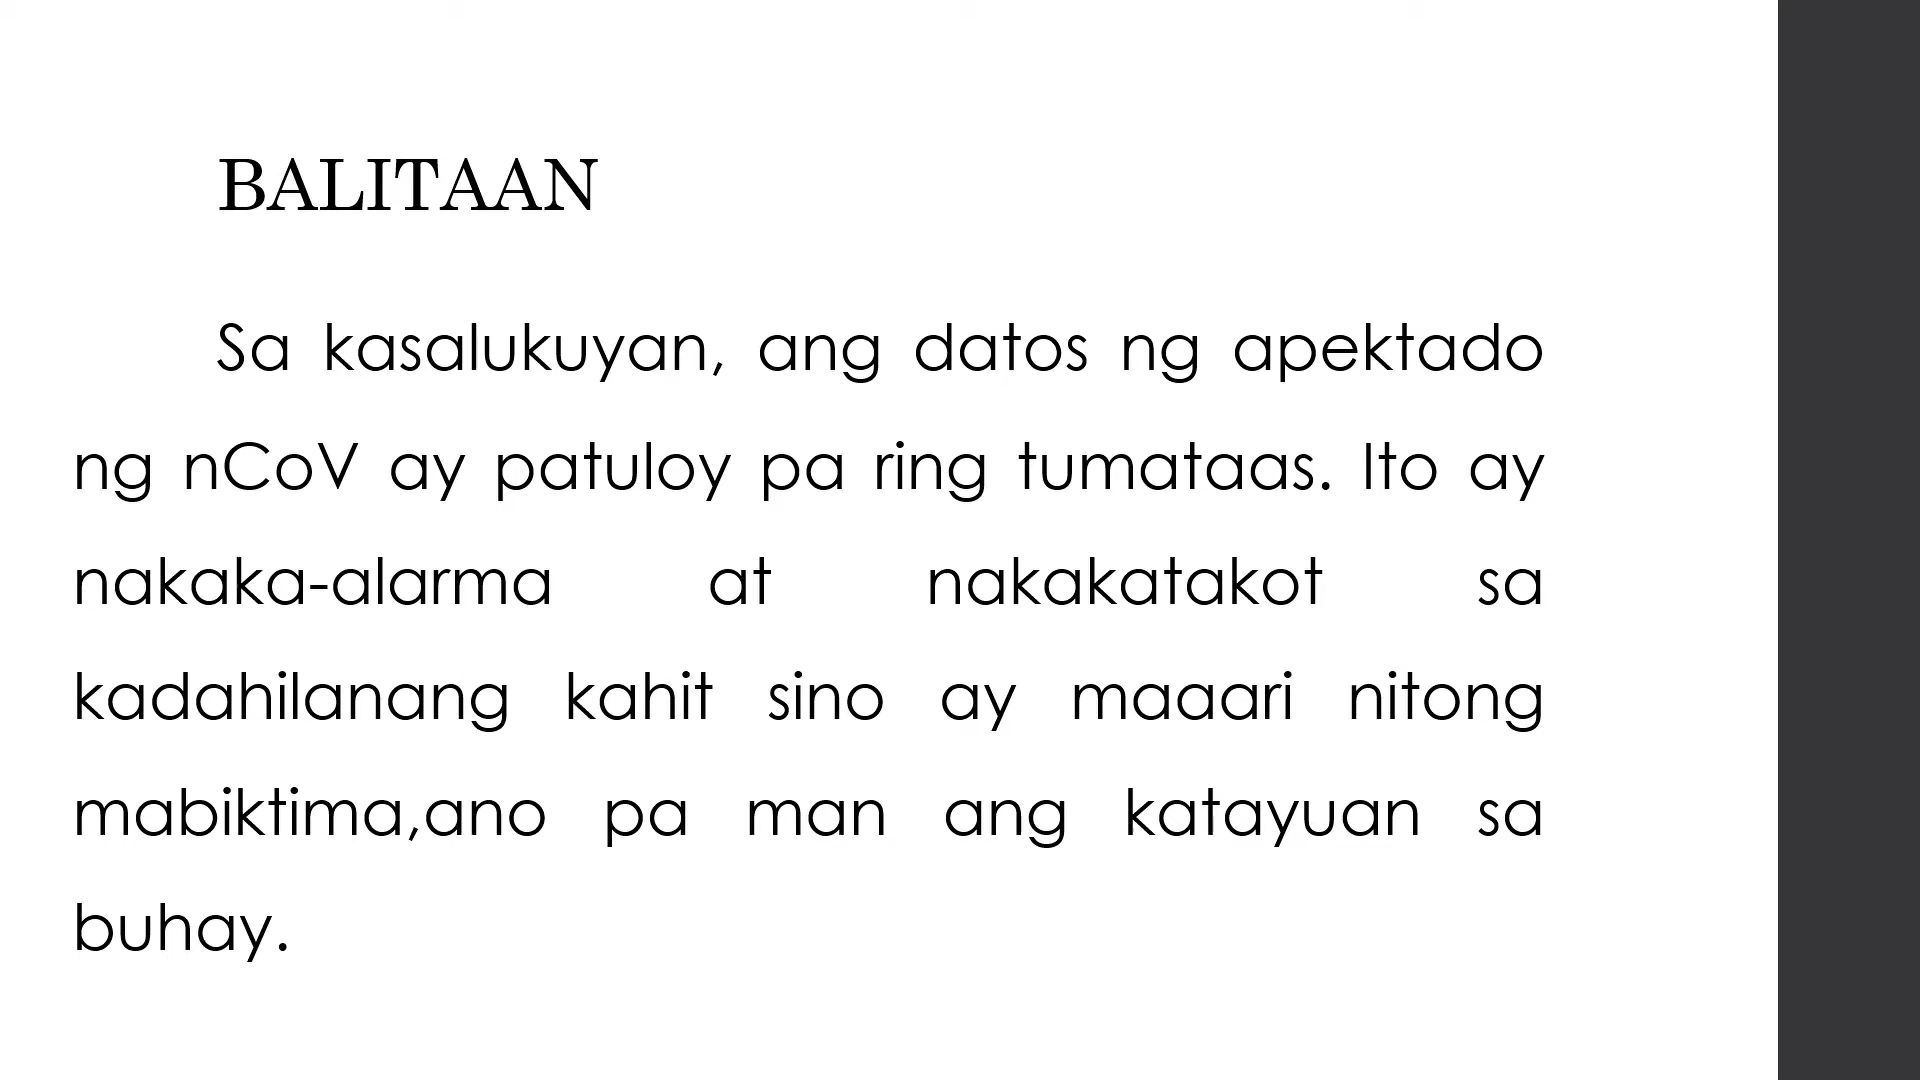 BALITAAN
Sa kasalukuyan, ang datos ng apektado
ng nCoV ay patuloy pa ring tumataas. Ito ay
nakaka-alarma at nakakatakot sa
kadahilanang kahit sino ay maaari nitong
mabiktima,ano pa man ang katayuan sa
buhay.